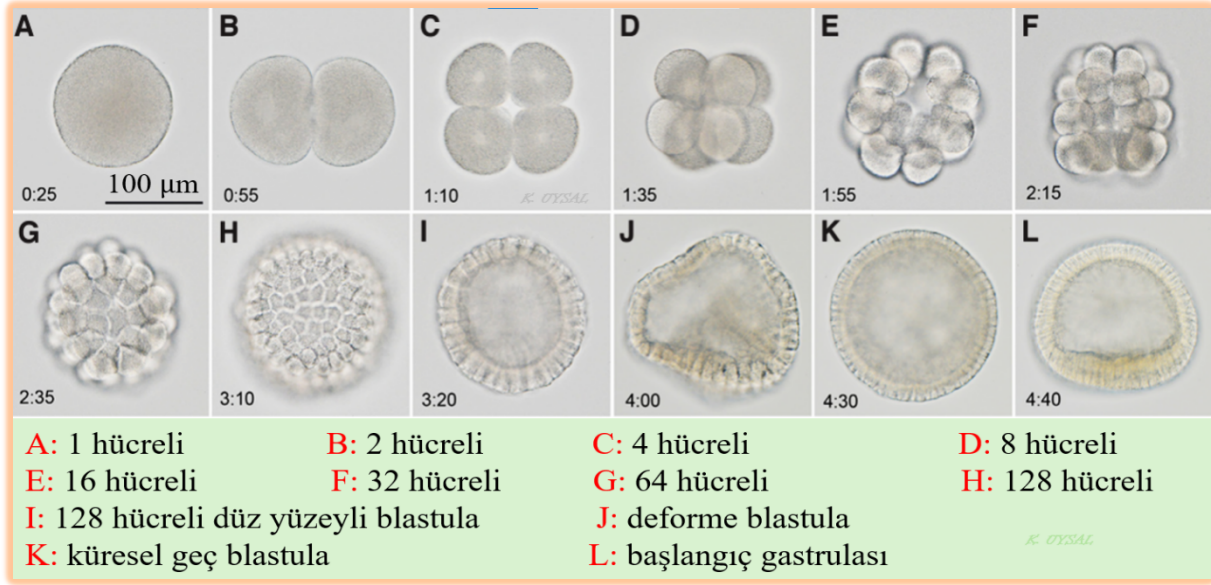 A B C D E F
0:25 100 μm 0:55 1:10 K. UYSAL 1:35 1:55 2:15
G H I J K L
2:35 3:10 3:20 4:00 4:30 4:40
A: 1 hücreli B: 2 hücreli C: 4 hücreli D: 8 hücreli
E: 16 hücreli F: 32 hücreli G: 64 hücreli H: 128 hücreli
I: 128 hücreli düz yüzeyli blastula J: deforme blastula
K: küresel geç blastula L: başlangıç gastrulası
K. UYSAL